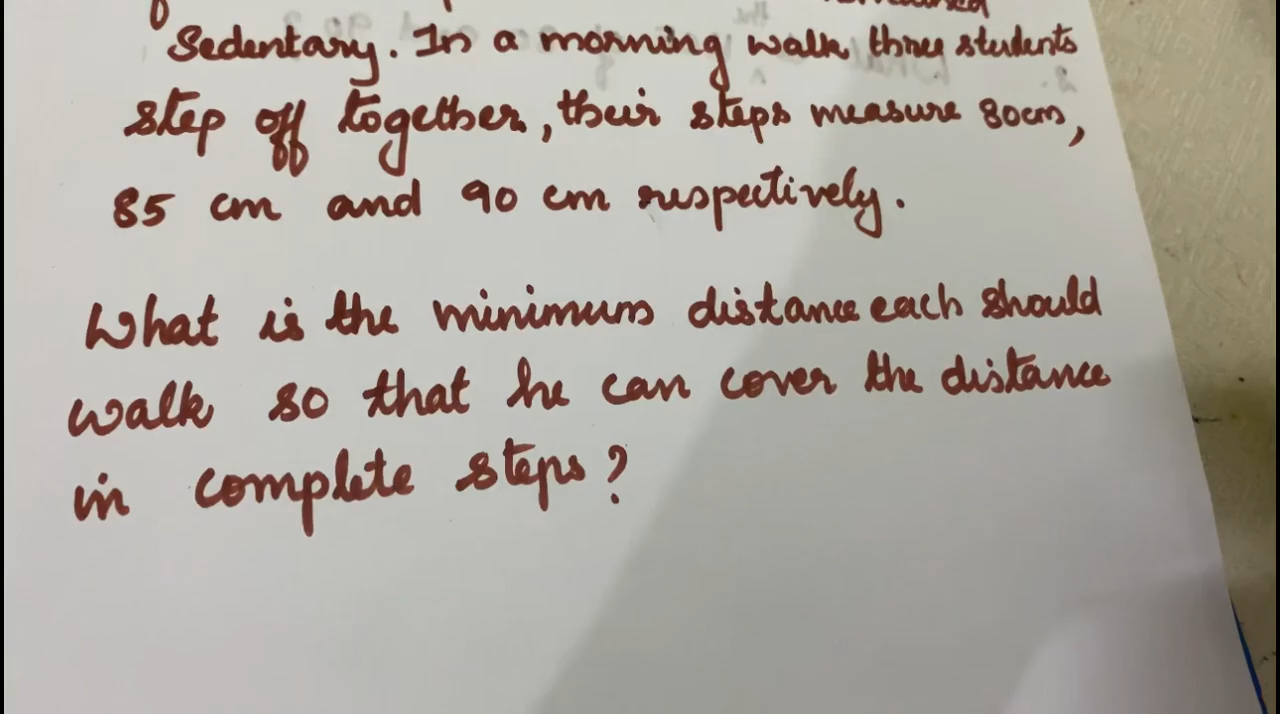 Sedentary. In a morning walk three students
step off together, their steps measure 80cm,
85 cm and 90 cm respectively.
What is the minimum distance each should
walk so that he can cover the distance
in complete steps?